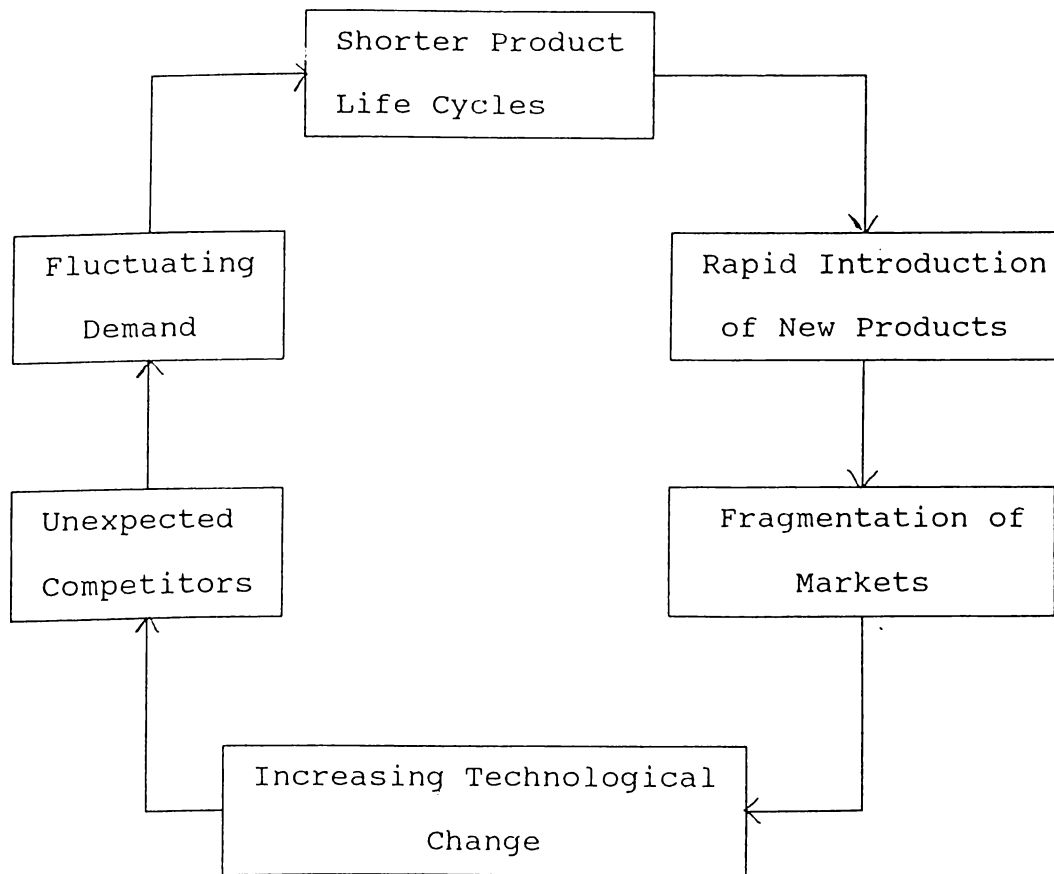 Shorter Product
Life Cycles
Fluctuating
Demand
Rapid Introduction
of New Products
Unexpected
Competitors
Fragmentation of
Markets
Increasing Technological
Change